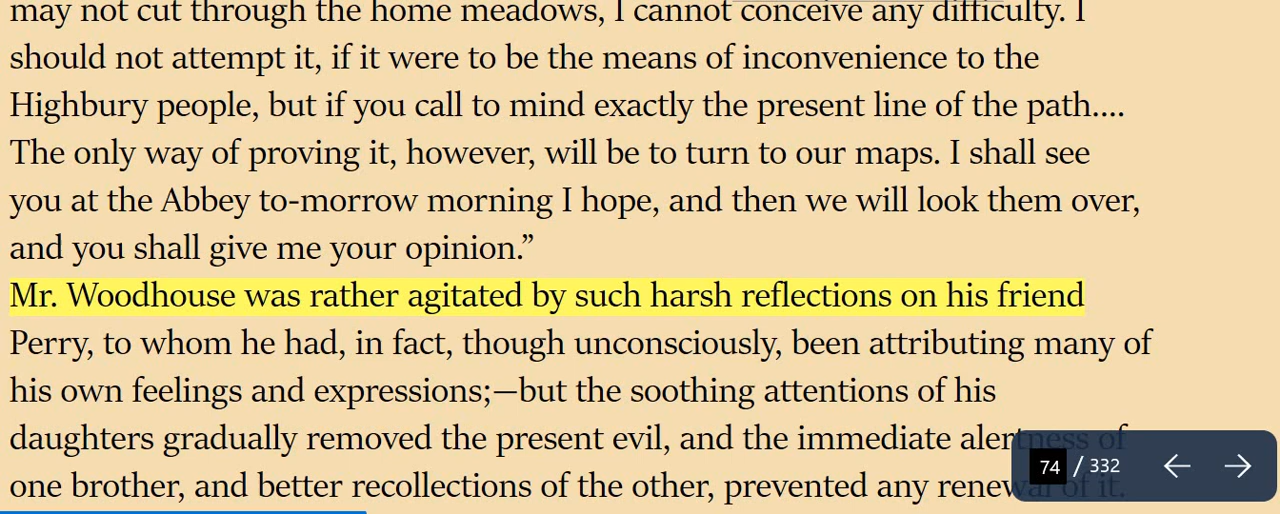 may not cut through the home meadows, I cannot conceive any difficulty. I
should not attempt it, if it were to be the means of inconvenience to the
Highbury people, but if you call to mind exactly the present line of the path....
The only way of proving it, however, will be to turn to our maps. I shall see
you at the Abbey to-morrow morning I hope, and then we will look them over,
and you shall give me your opinion.”
Mr. Woodhouse was rather agitated by such harsh reflections on his friend
Perry, to whom he had, in fact, though unconsciously, been attributing many of
his own feelings and expressions;—but the soothing attentions of his
daughters gradually removed the present evil, and the immediate alertness of
one brother, and better recollections of the other, prevented any renewal of it.
74 / 332